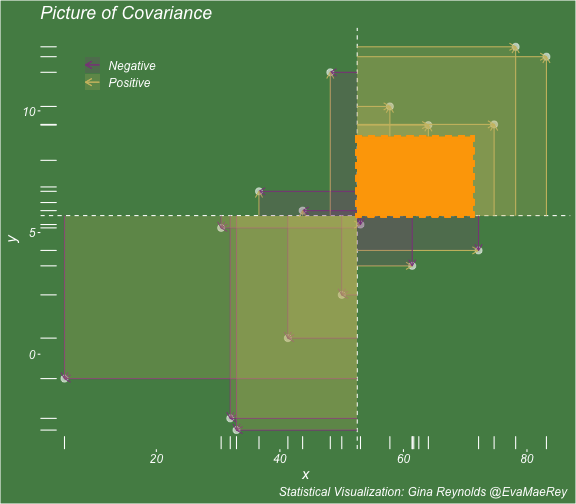 Picture of Covariance
Negative
Positive
10
5
0
y
20
40
60
80
x
Statistical Visualization: Gina Reynolds @EvaMaeRey